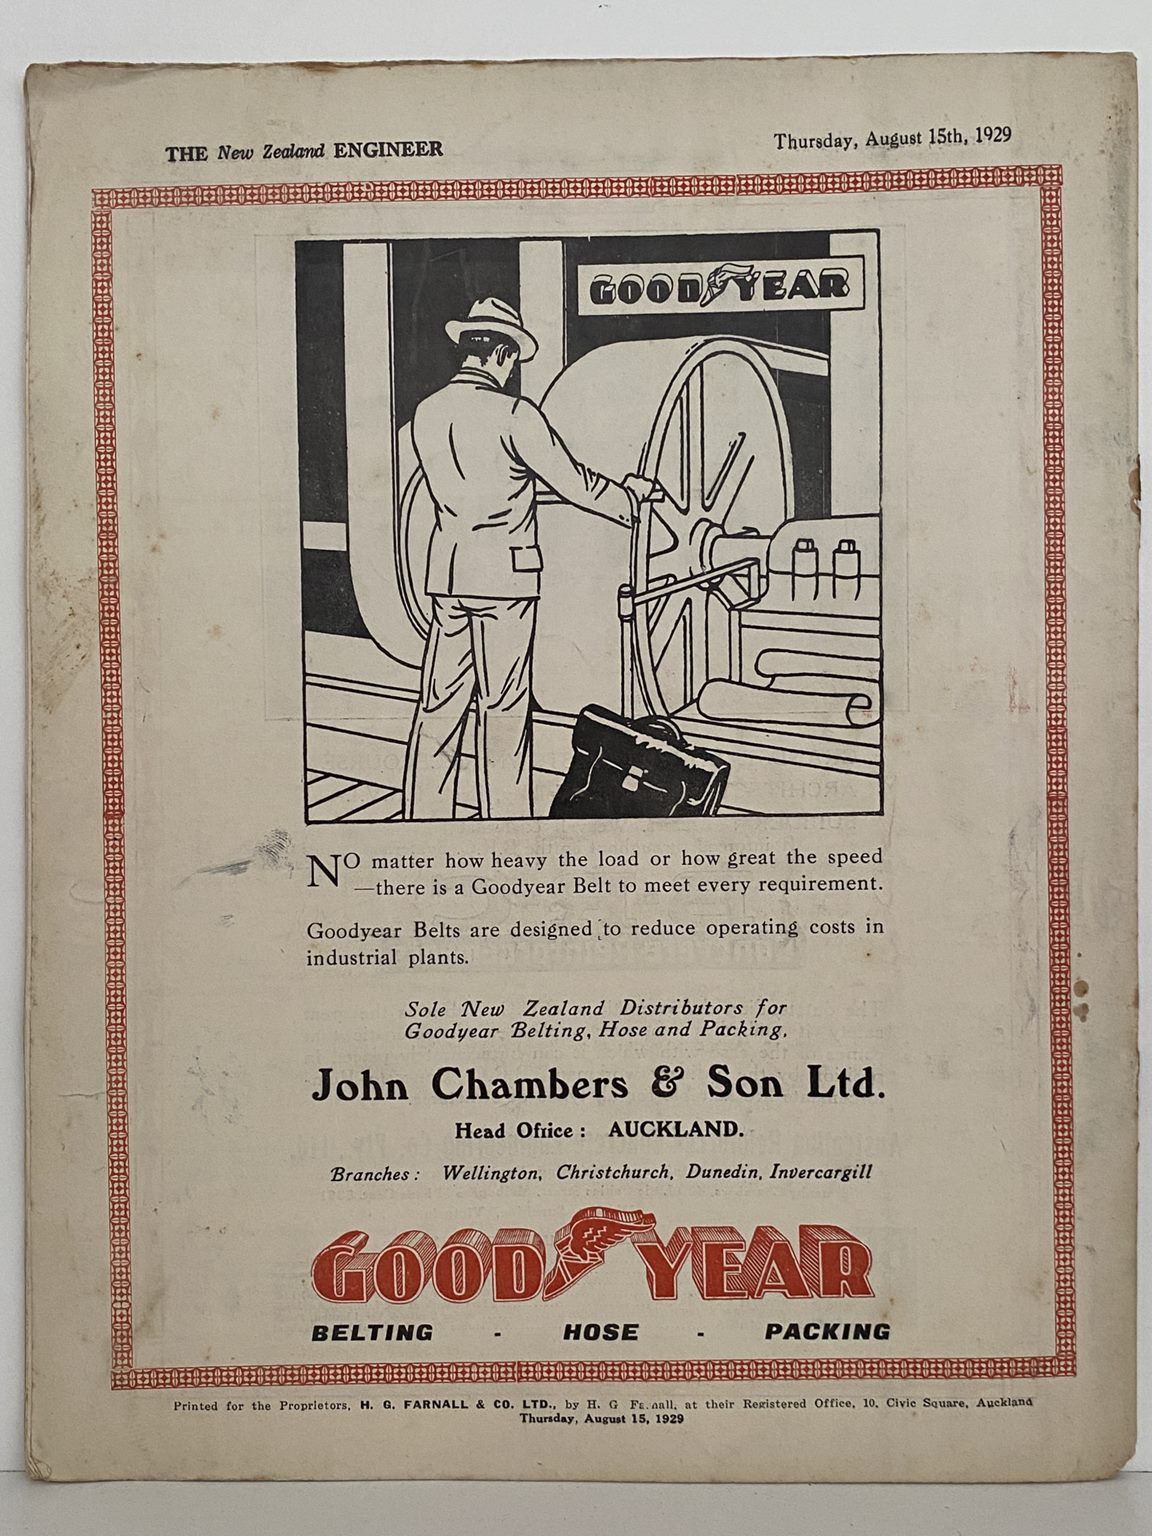 THE New Zealand ENGINEER
Thursday, August 15th, 1929
GOODYEAR
NO matter how heavy the load or how great the speed
—there is a Goodyear Belt to meet every requirement.
Goodyear Belts are designed to reduce operating costs in
industrial plants.
Sole New Zealand Distributors for
Goodyear Belting, Hose and Packing,
John Chambers & Son Ltd.
Head Office: AUCKLAND.
Branches: Wellington, Christchurch, Dunedin, Invercargill
GOODYEAR
BELTING - HOSE - PACKING
Printed for the Proprietors, H. G. FARNALL & CO. LTD., by H. G Farnall, at their Registered Office, 10, Civic Square, Auckland
Thursday, August 15, 1929